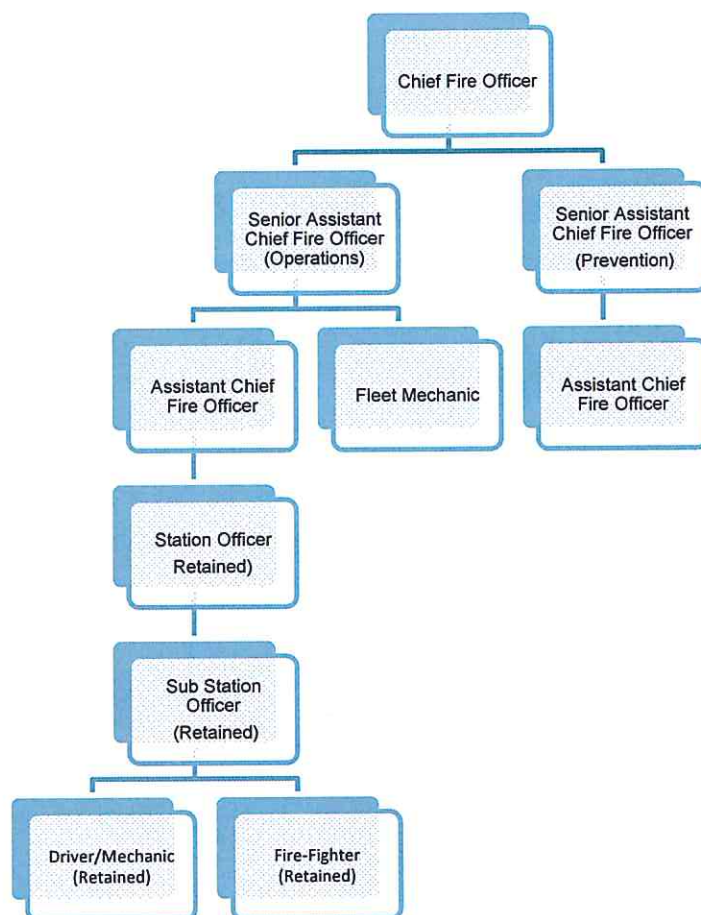 Chief Fire Officer
Senior Assistant
Chief Fire Officer
(Operations)
Senior Assistant
Chief Fire Officer
(Prevention)
Assistant Chief
Fire Officer
Fleet Mechanic
Assistant Chief
Fire Officer
Station Officer
Retained)
Sub Station
Officer
(Retained)
Driver/Mechanic
(Retained)
Fire-Fighter
(Retained)